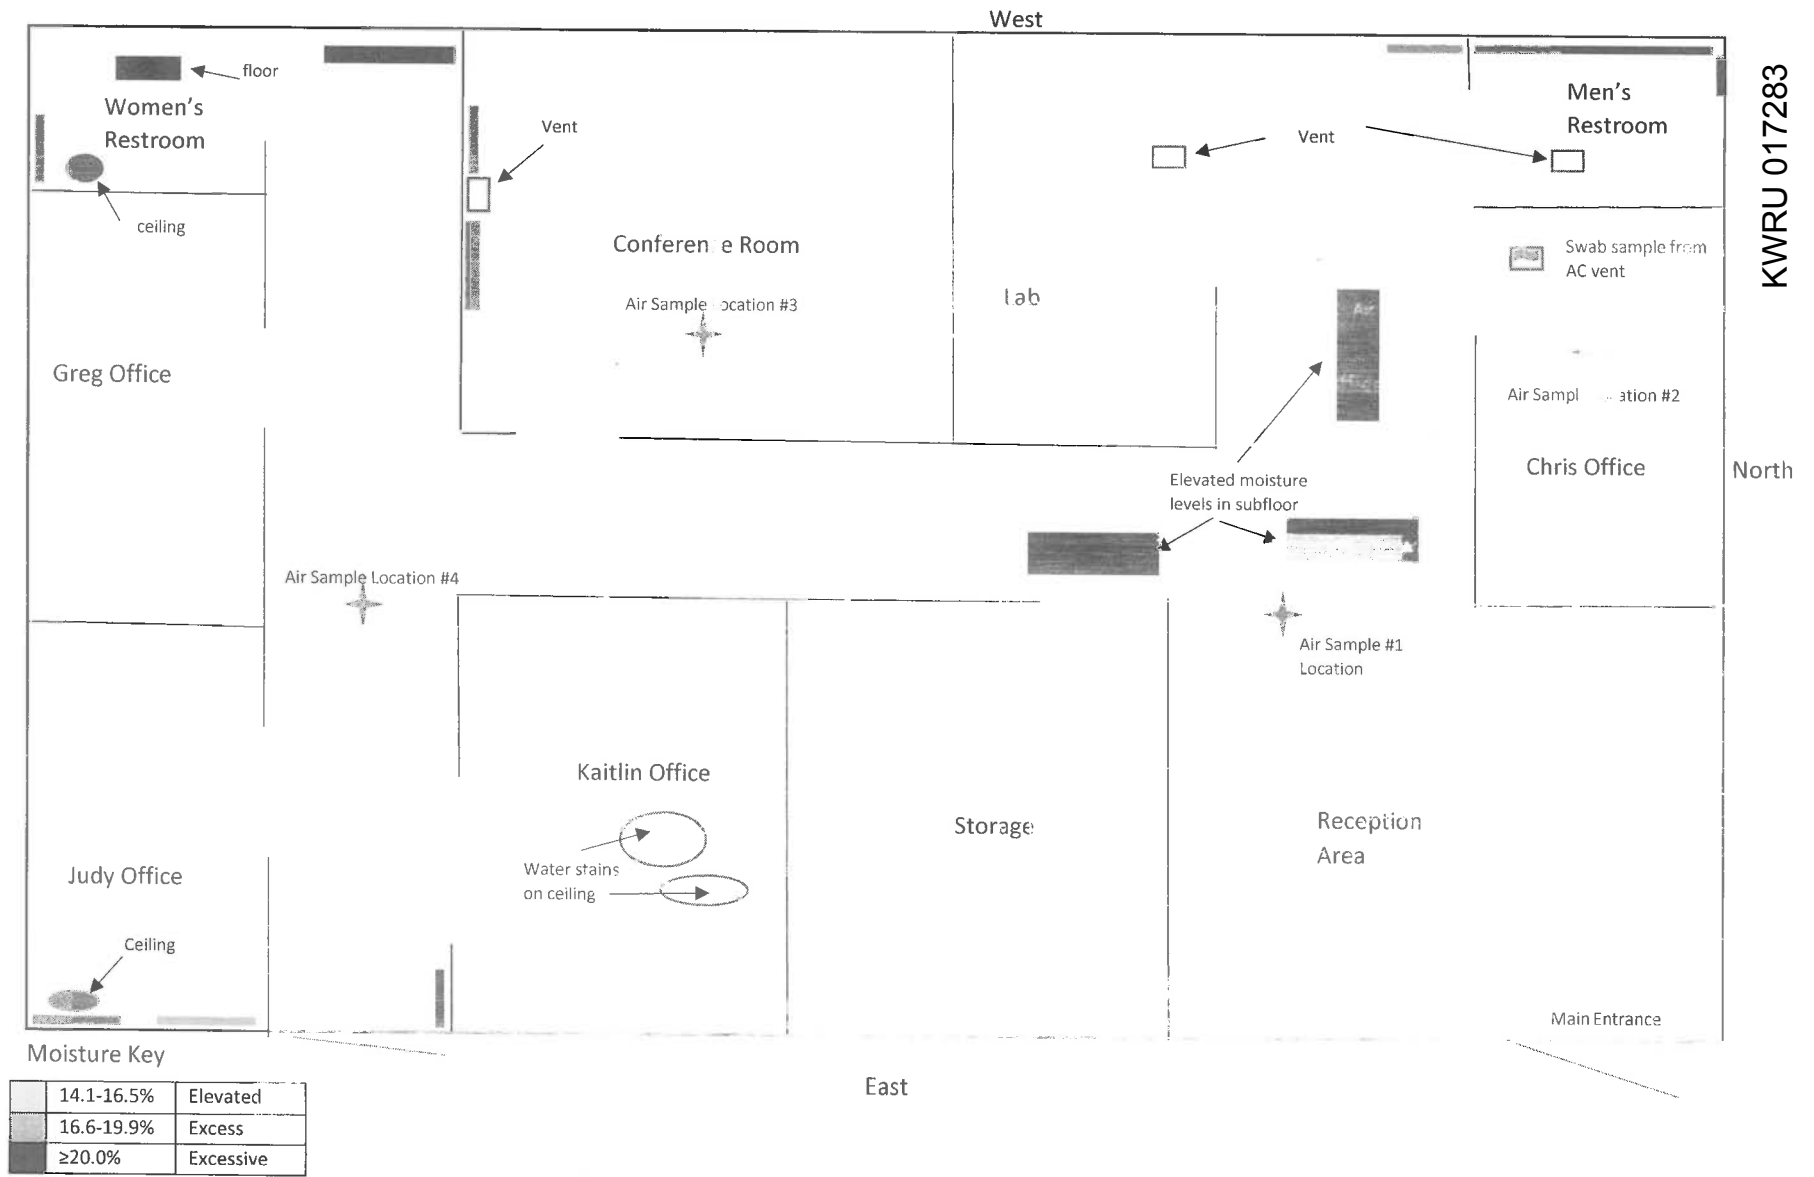 West
KWRU 017283
floor
Women's
Restroom
ceiling
Vent
Conferen e Room
Air Sample ocation #3
Lab
Vent
Men's
Restroom
Swab sample from
AC vent
Air
Air Sampl ation #2
Chris Office
North
Greg Office
Elevated moisture
levels in subfloor
Air Sample Location #4
Air Sample #1
Location
Kaitlin Office
Water stains
on ceiling
Storage
Reception
Area
Judy Office
Ceiling
Main Entrance
East
Moisture Key
14.1-16.5% Elevated
16.6-19.9% Excess
≥20.0% Excessive